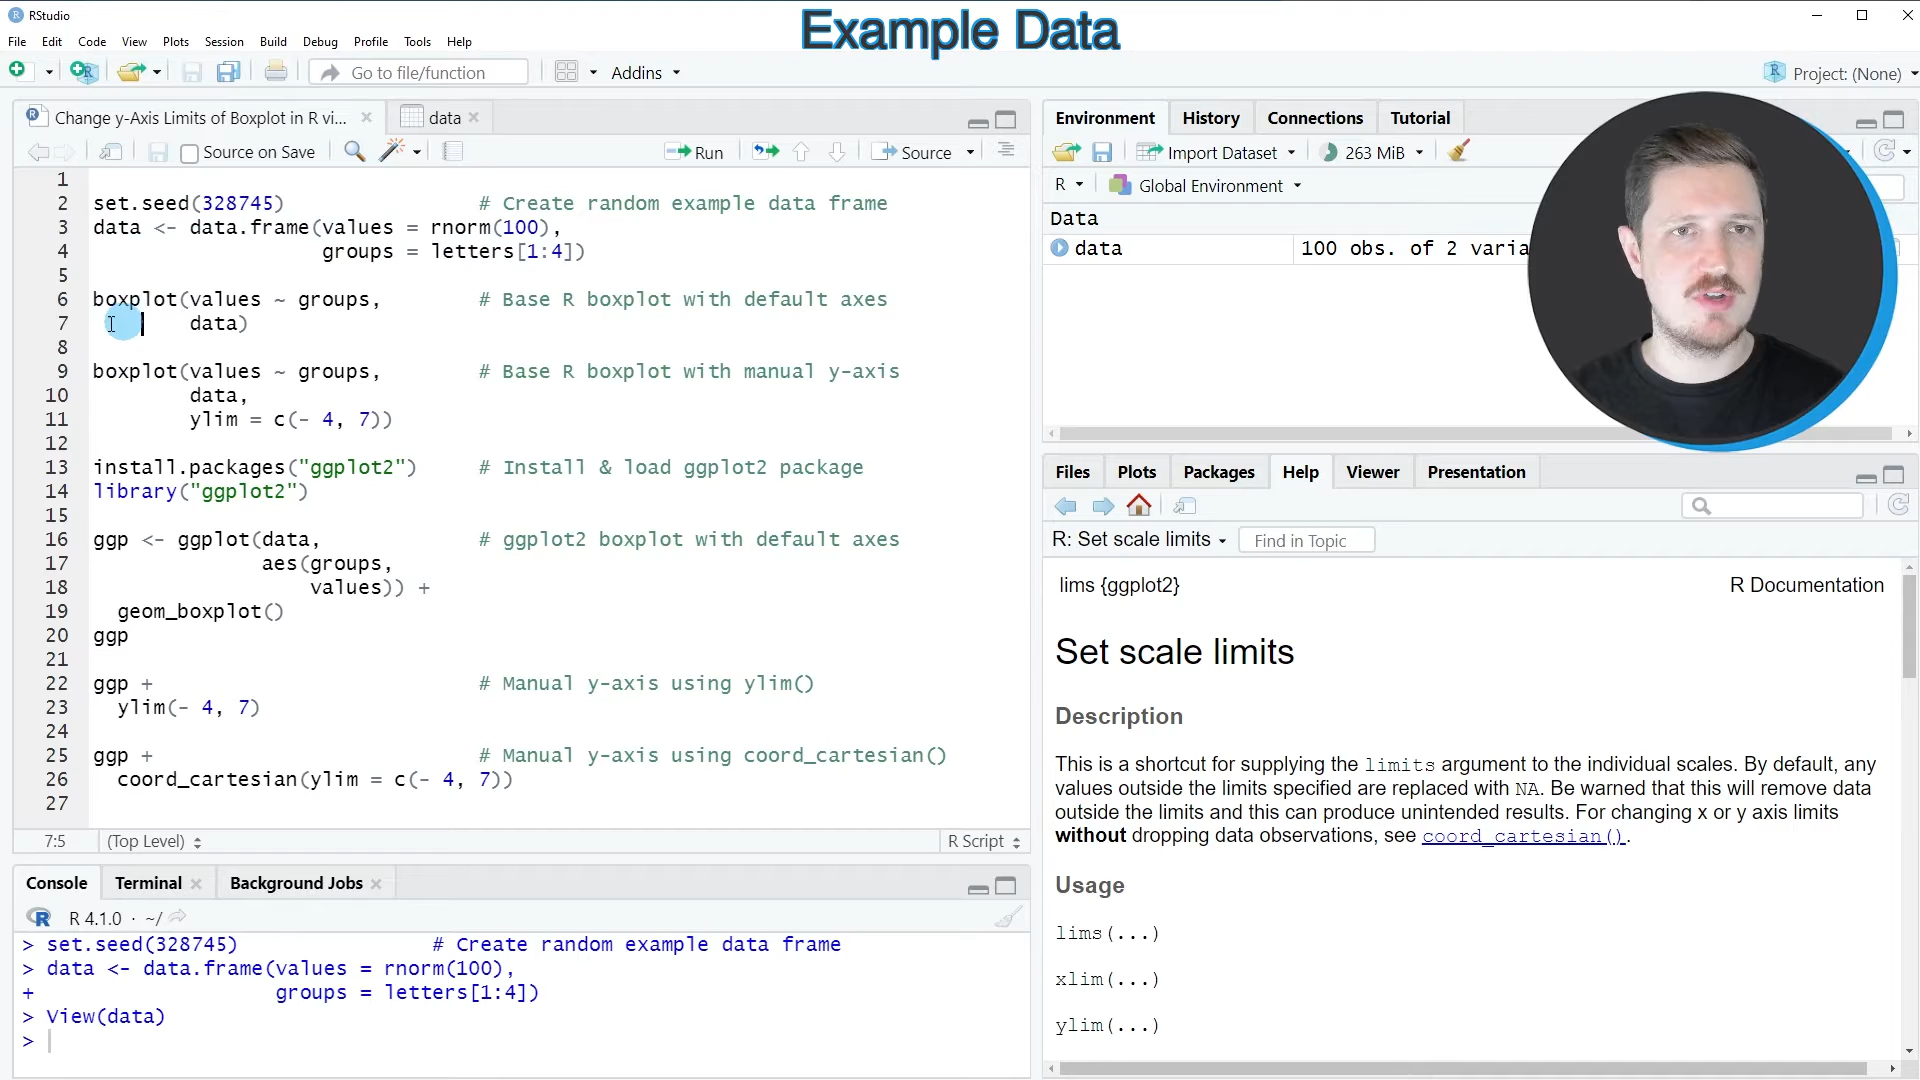 RStudio
Example Data
File Edit Code View Plots Session Build Debug Profile Tools Help
Go to file/function Addins Project: (None)
Change y-Axis Limits of Boxplot in R vi... data
Source on Save Run Source
1
2 set.seed(328745) # Create random example data frame
3 data <- data.frame(values = rnorm(100),
4 groups = letters[1:4])
5
6 boxplot(values ~ groups, # Base R boxplot with default axes
7 data)
8
9 boxplot(values ~ groups, # Base R boxplot with manual y-axis
10 data,
11 ylim = c(- 4, 7))
12
13 install.packages("ggplot2") # Install & load ggplot2 package
14 library("ggplot2")
15
16 ggp <- ggplot(data, # ggplot2 boxplot with default axes
17 aes(groups,
18 values)) +
19 geom_boxplot()
20 ggp
21
22 ggp + # Manual y-axis using ylim()
23 ylim(- 4, 7)
24
25 ggp + # Manual y-axis using coord_cartesian()
26 coord_cartesian(ylim = c(- 4, 7))
27
7:5 (Top Level) R Script
Console Terminal Background Jobs
R 4.1.0 · ~/
> set.seed(328745) # Create random example data frame
> data <- data.frame(values = rnorm(100),
+ groups = letters[1:4])
> View(data)
>
Environment History Connections Tutorial
Import Dataset 263 MiB
R Global Environment
Data
data 100 obs. of 2 varia
Files Plots Packages Help Viewer Presentation
R: Set scale limits Find in Topic
lims {ggplot2} R Documentation
Set scale limits
Description
This is a shortcut for supplying the limits argument to the individual scales. By default, any
values outside the limits specified are replaced with NA. Be warned that this will remove data
outside the limits and this can produce unintended results. For changing x or y axis limits
without dropping data observations, see coord_cartesian().
Usage
lims(...)
xlim(...)
ylim(...)